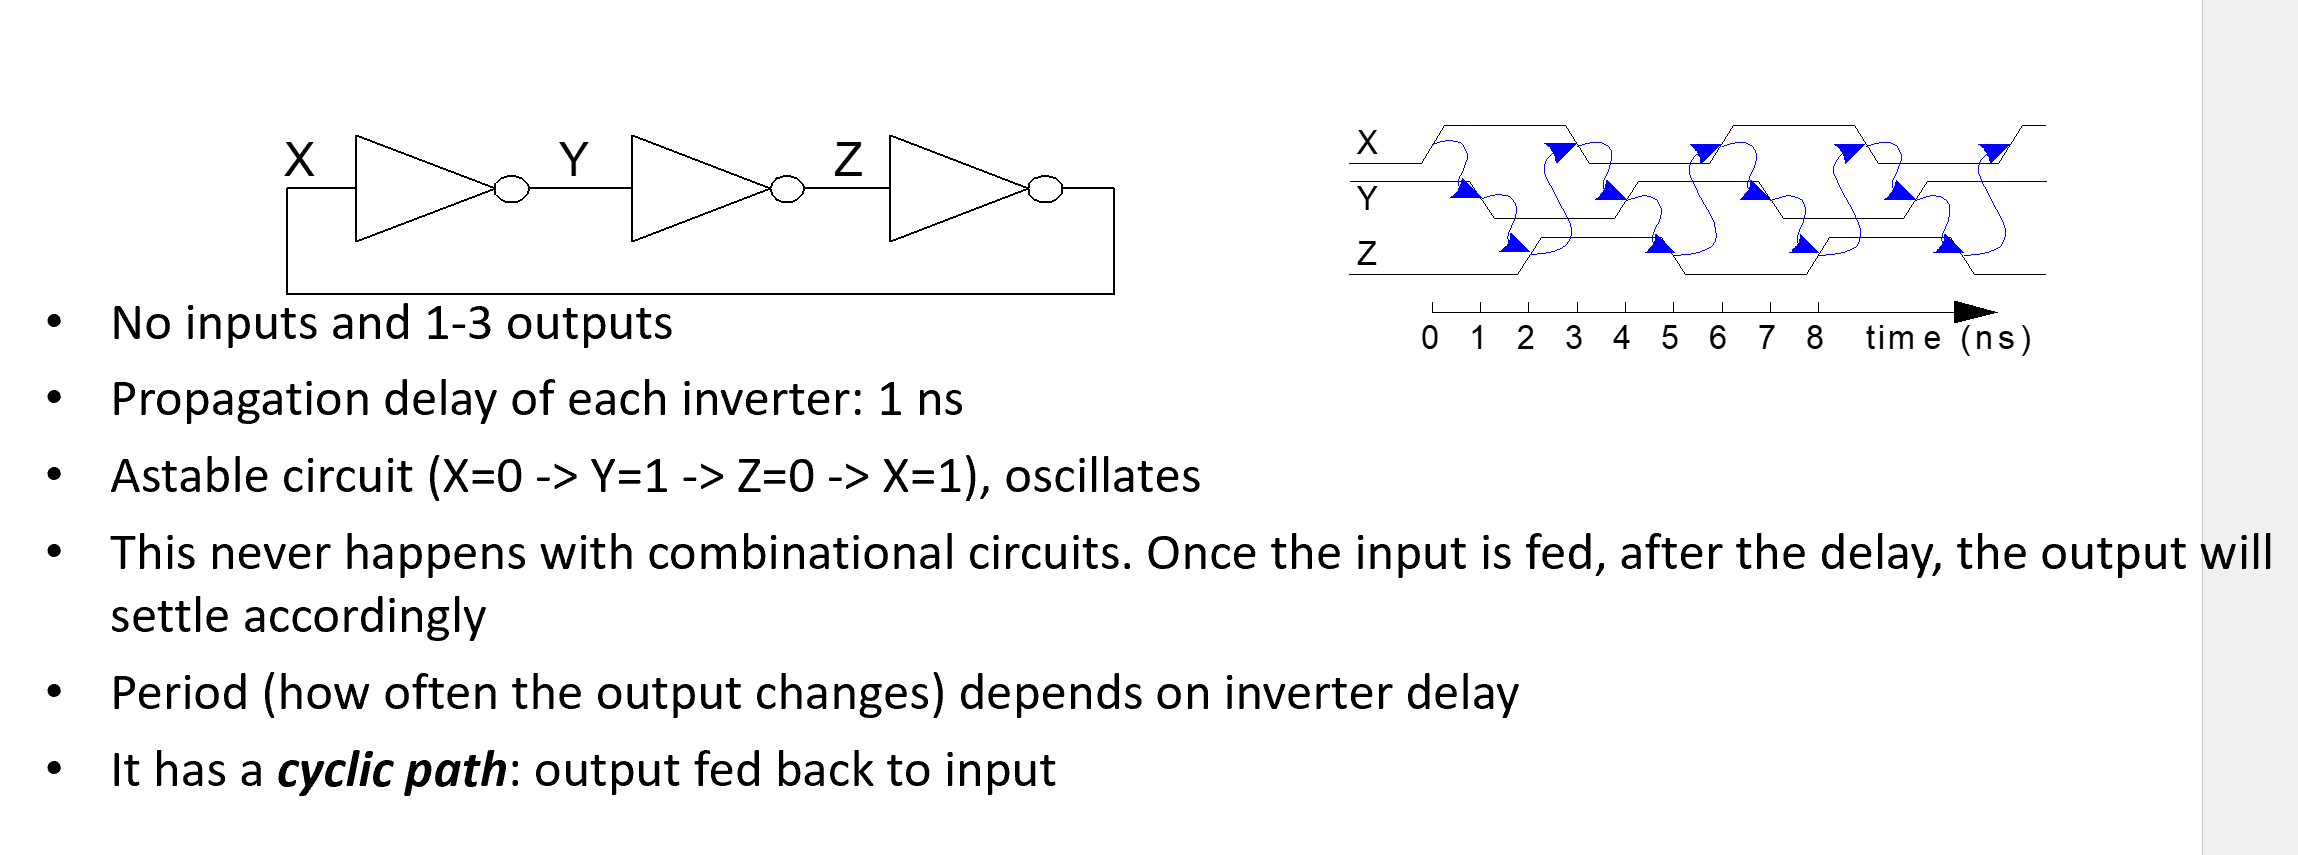 X Y Z
X
Y
Z
0 1 2 3 4 5 6 7 8 time (ns)
• No inputs and 1-3 outputs
• Propagation delay of each inverter: 1 ns
• Astable circuit (X=0 -> Y=1 -> Z=0 -> X=1), oscillates
• This never happens with combinational circuits. Once the input is fed, after the delay, the output will
settle accordingly
• Period (how often the output changes) depends on inverter delay
• It has a cyclic path: output fed back to input